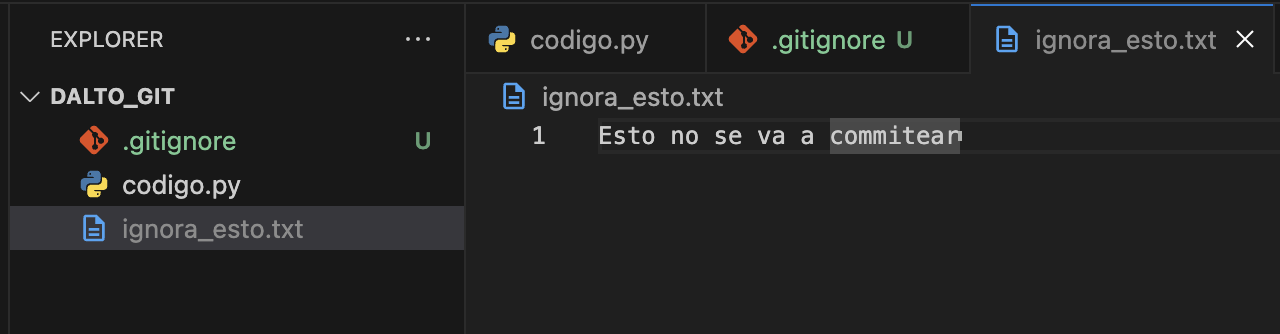 EXPLORER ...
DALTO_GIT
.gitignore U
codigo.py
ignora_esto.txt
codigo.py .gitignore U ignora_esto.txt
ignora_esto.txt
1 Esto no se va a commitear